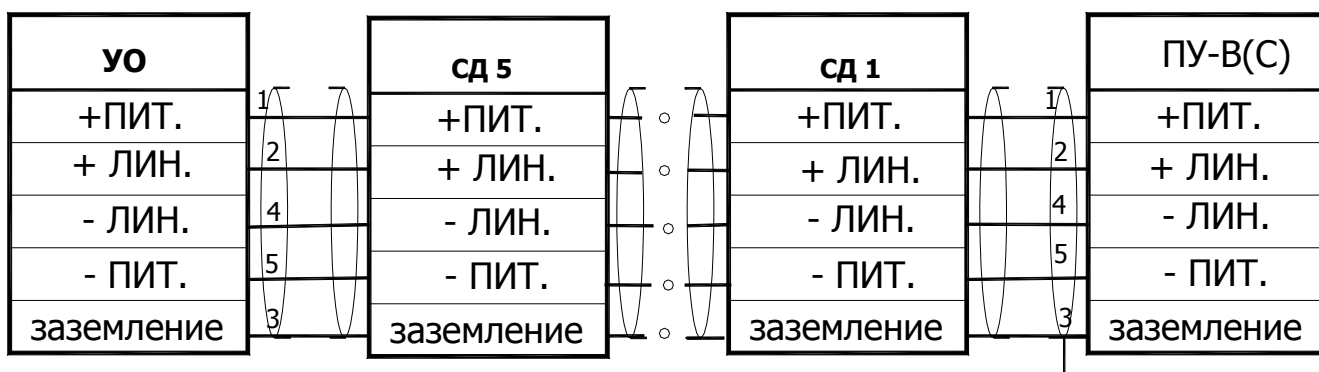 УО
СД 5
СД 1
ПУ-В(С)
+ПИТ.
1
+ПИТ.
+ПИТ.
1
+ПИТ.
+ ЛИН.
2
+ ЛИН.
+ ЛИН.
2
+ ЛИН.
- ЛИН.
4
- ЛИН.
- ЛИН.
4
- ЛИН.
- ПИТ.
5
- ПИТ.
- ПИТ.
5
- ПИТ.
заземление
3
заземление
заземление
3
заземление